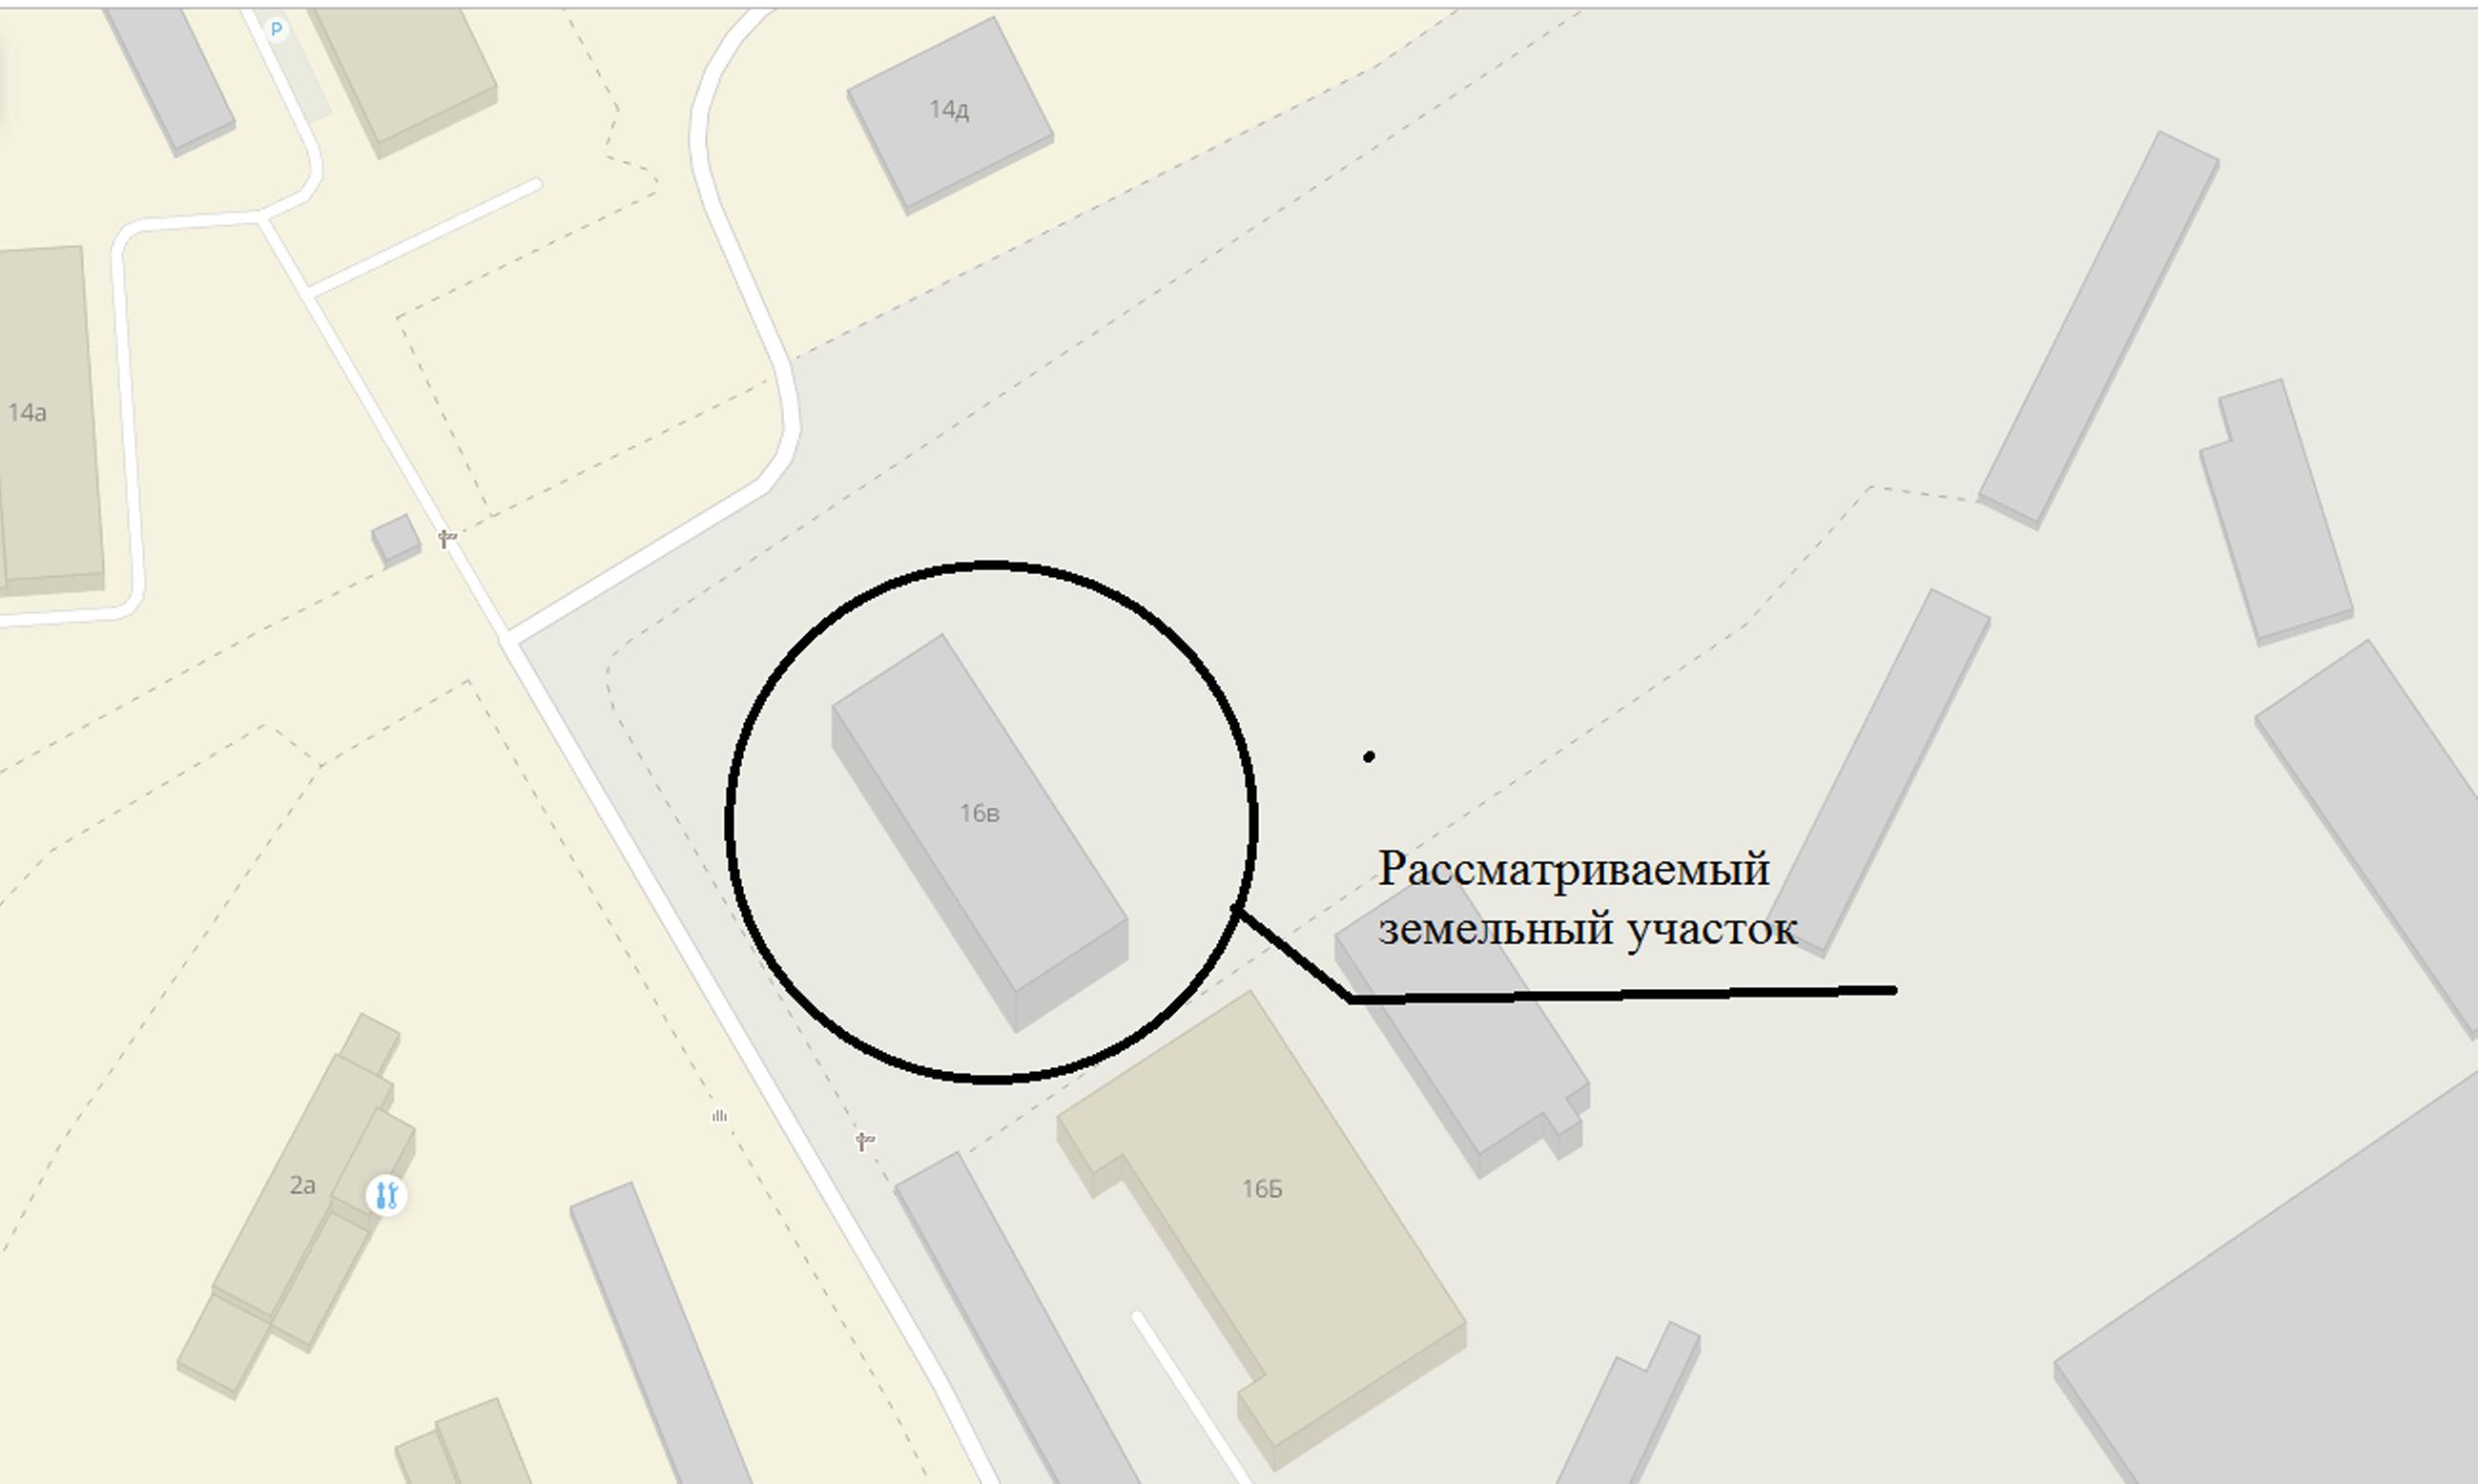 P
14д
14а
16в
Рассматриваемый
земельный участок
2а
16Б